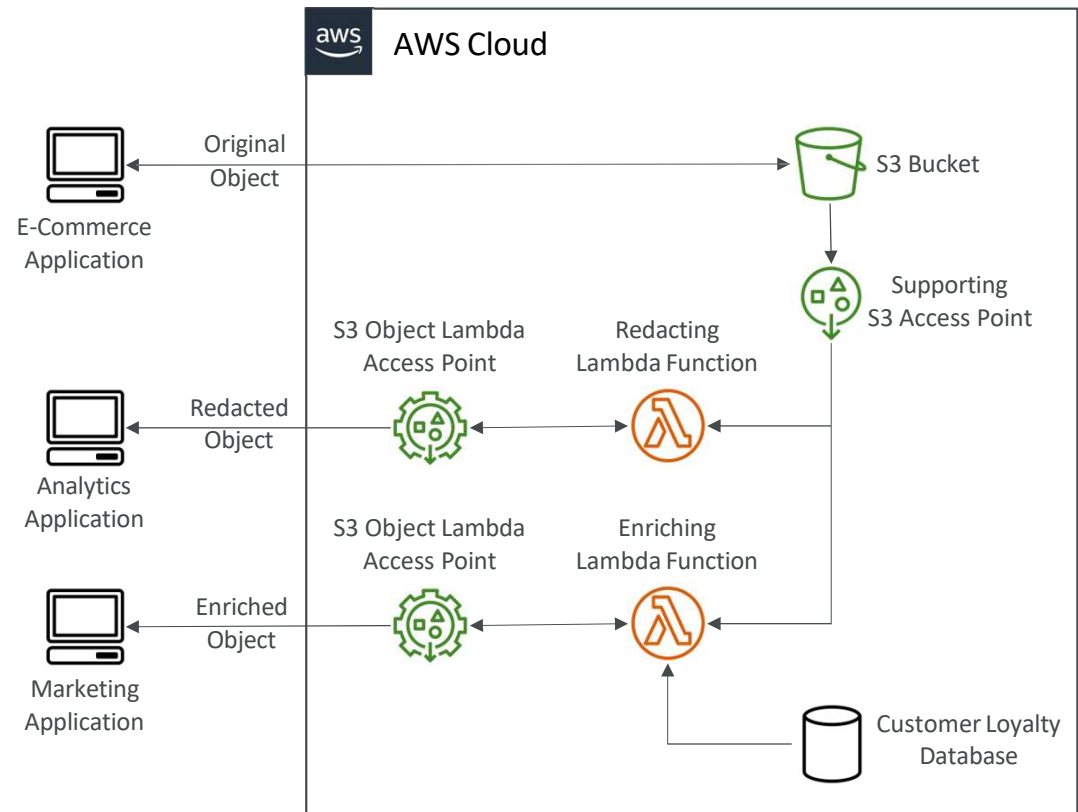 aws
AWS Cloud
Original
Object
S3 Bucket
E-Commerce
Application
Supporting
S3 Access Point
S3 Object Lambda
Access Point
Redacting
Lambda Function
Redacted
Object
Analytics
Application
S3 Object Lambda
Access Point
Enriching
Lambda Function
Enriched
Object
Marketing
Application
Customer Loyalty
Database